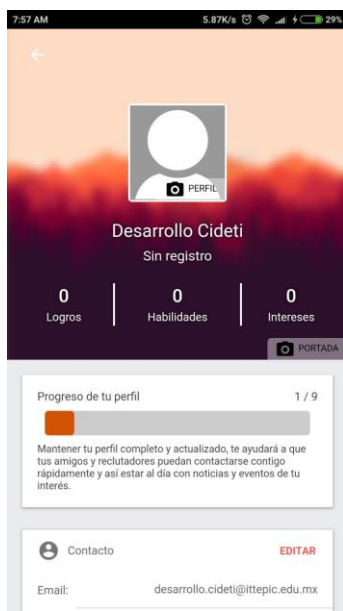 7:57 AM 5.87K/s 29%
PERFIL
Desarrollo Cideti
Sin registro
0 0 0
Logros Habilidades Intereses
PORTADA
Progreso de tu perfil 1 / 9
Mantener tu perfil completo y actualizado, te ayudará a que
tus amigos y reclutadores puedan contactarse contigo
rápidamente y así estar al día con noticias y eventos de tu
interés.
Contacto EDITAR
Email: desarrollo.cideti@ittepic.edu.mx